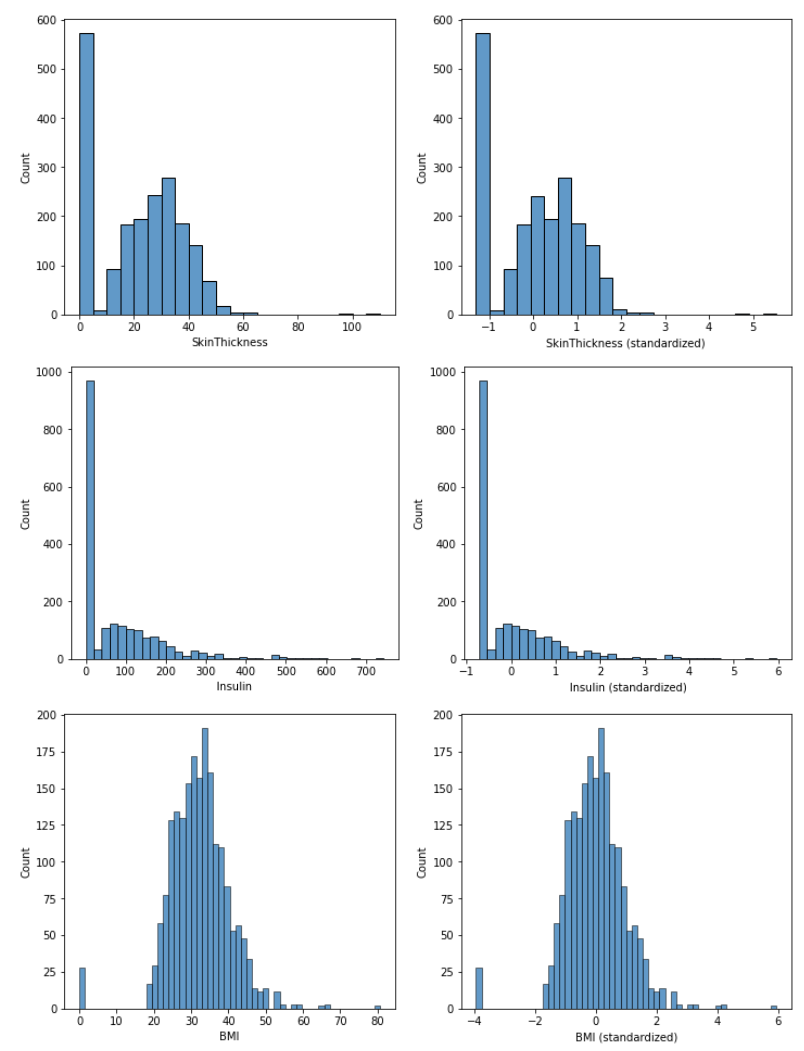 600
500
400
300
200
100
0
Count
0 20 40 60 80 100
SkinThickness
600
500
400
300
200
100
0
Count
−1 0 1 2 3 4 5
SkinThickness (standardized)
1000
800
600
400
200
0
Count
0 100 200 300 400 500 600 700
Insulin
1000
800
600
400
200
0
Count
−1 0 1 2 3 4 5 6
Insulin (standardized)
200
175
150
125
100
75
50
25
0
Count
0 10 20 30 40 50 60 70 80
BMI
200
175
150
125
100
75
50
25
0
Count
−4 −2 0 2 4 6
BMI (standardized)